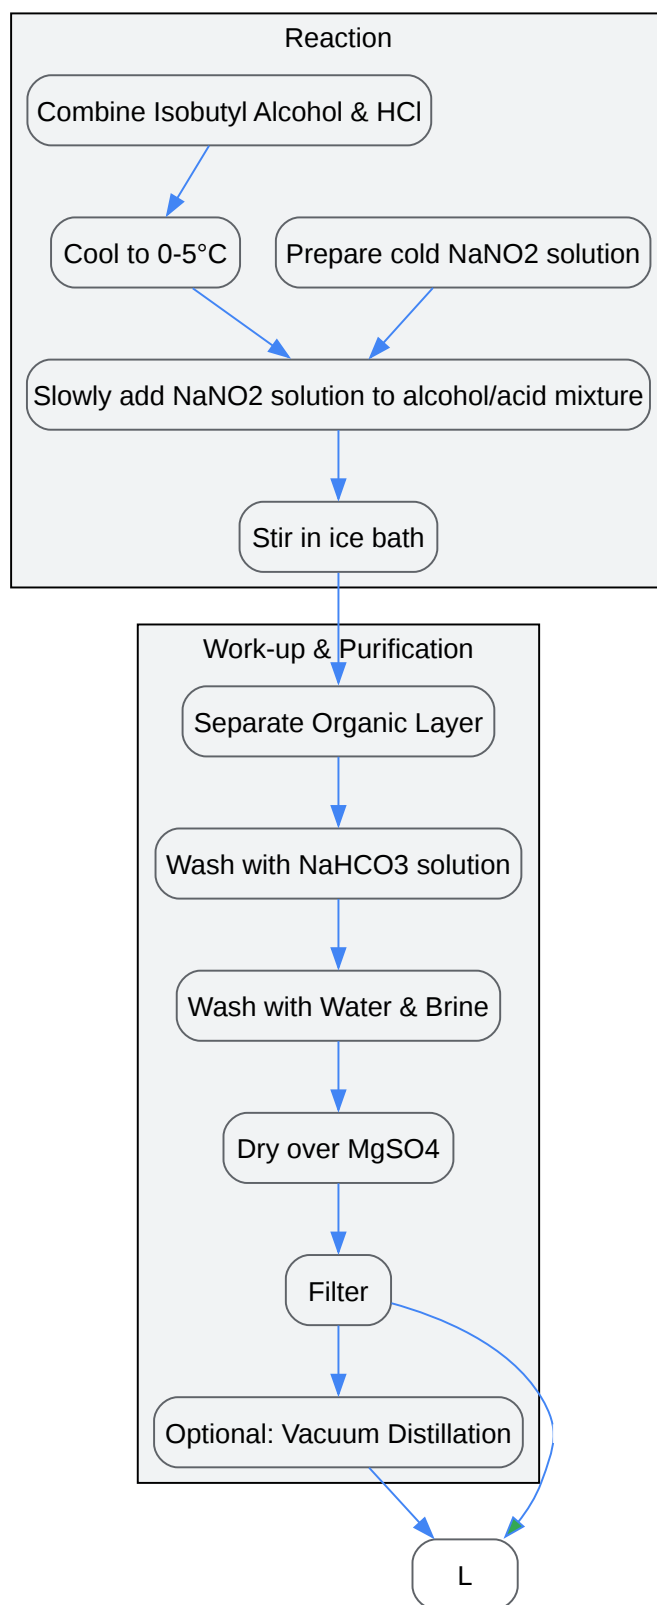 Reaction
Combine Isobutyl Alcohol & HCl
Cool to 0-5°C
Prepare cold NaNO2 solution
Slowly add NaNO2 solution to alcohol/acid mixture
Stir in ice bath
Work-up & Purification
Separate Organic Layer
Wash with NaHCO3 solution
Wash with Water & Brine
Dry over MgSO4
Filter
Optional: Vacuum Distillation
L